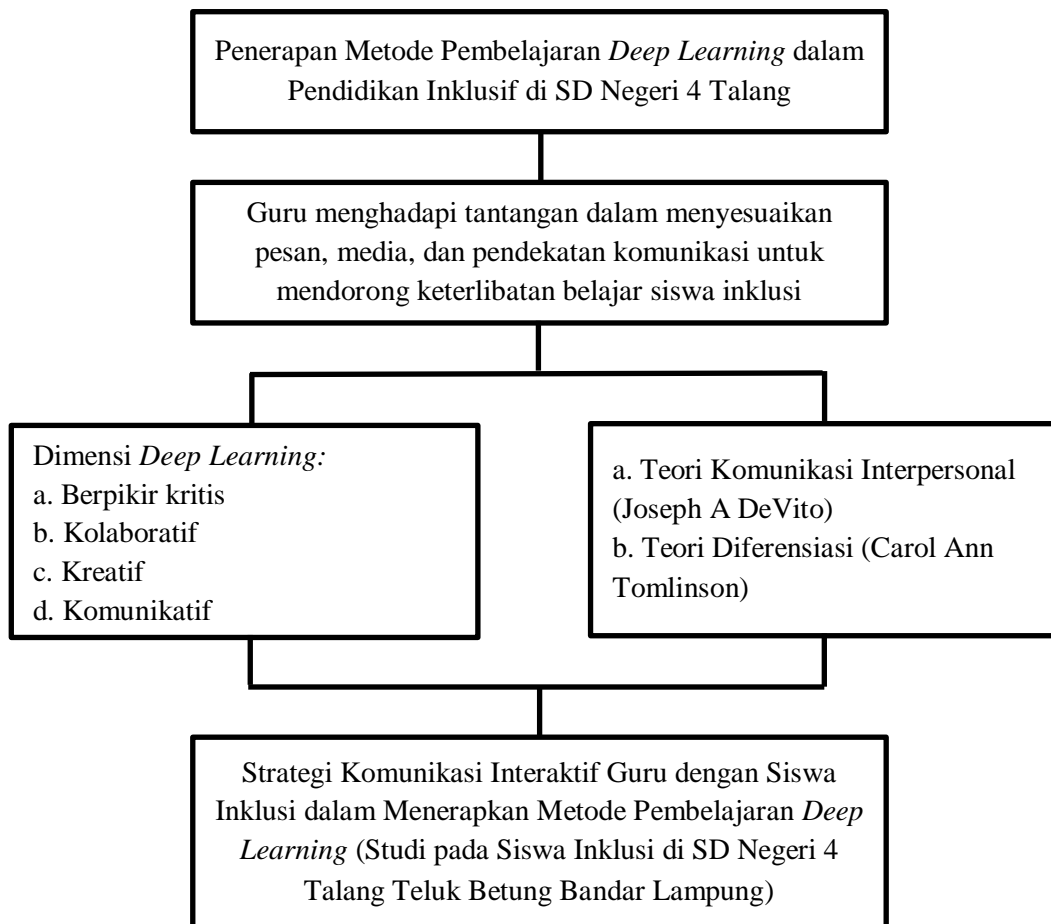 Penerapan Metode Pembelajaran Deep Learning dalam
Pendidikan Inklusif di SD Negeri 4 Talang
Guru menghadapi tantangan dalam menyesuaikan
pesan, media, dan pendekatan komunikasi untuk
mendorong keterlibatan belajar siswa inklusi
Dimensi Deep Learning:
a. Berpikir kritis
b. Kolaboratif
c. Kreatif
d. Komunikatif
a. Teori Komunikasi Interpersonal
(Joseph A DeVito)
b. Teori Diferensiasi (Carol Ann
Tomlinson)
Strategi Komunikasi Interaktif Guru dengan Siswa
Inklusi dalam Menerapkan Metode Pembelajaran Deep
Learning (Studi pada Siswa Inklusi di SD Negeri 4
Talang Teluk Betung Bandar Lampung)